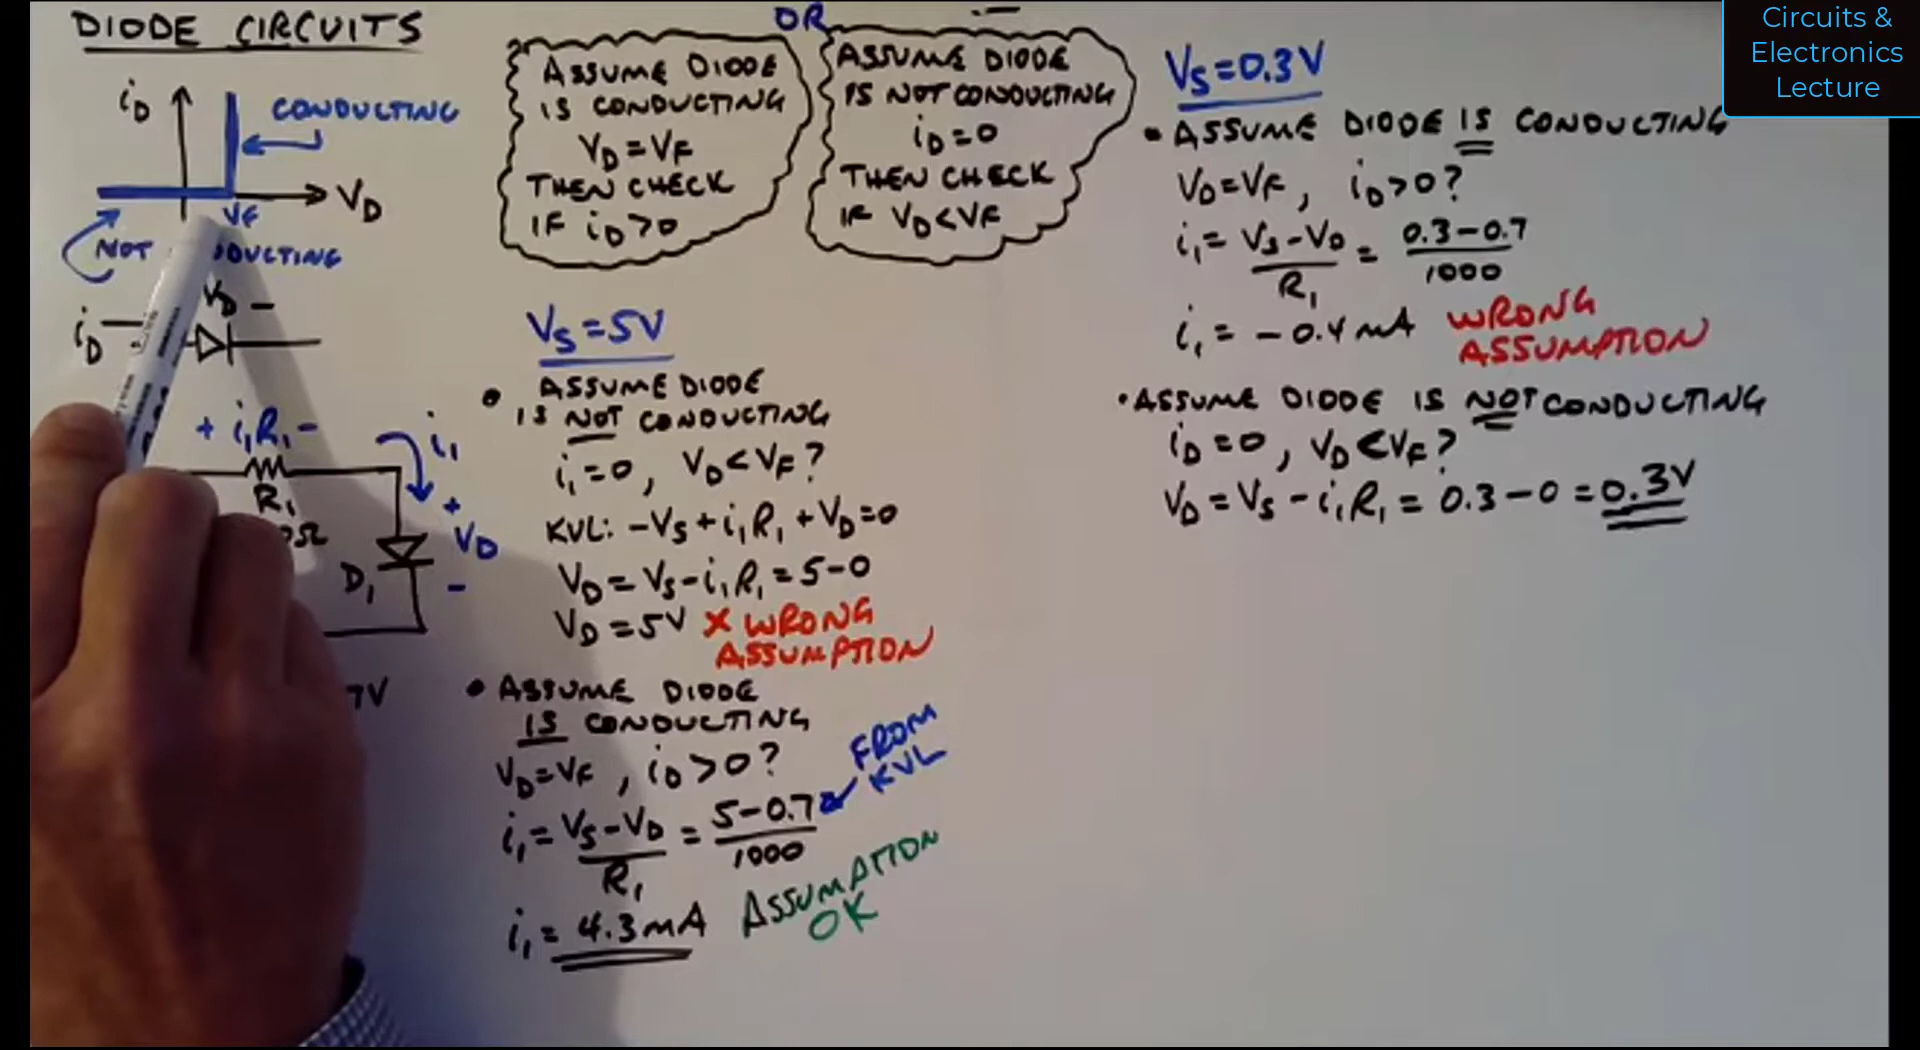 DIODE CIRCUITS
iD
CONDUCTING
VD
VF
NOT
VD -
iD
+ i1R1 -
i1
R1
+
VD
-
D1
OR
ASSUME DIODE
IS CONDUCTING
VD = VF
THEN CHECK
IF iD > 0
ASSUME DIODE
IS NOT CONDUCTING
iD = 0
THEN CHECK
IF VD < VF
VS = 5V
• ASSUME DIODE
IS NOT CONDUCTING
i1 = 0, VD < VF?
KVL: -VS + i1R1 + VD = 0
VD = VS - i1R1 = 5 - 0
VD = 5V X WRONG
ASSUMPTION
• ASSUME DIODE
IS CONDUCTING
VD = VF, iD > 0?
i1 = VS - VD / R1 = 5 - 0.7 / 1000
FROM
KVL
i1 = 4.3mA ASSUMPTION
OK
VS = 0.3V
• ASSUME DIODE IS CONDUCTING
VD = VF, iD > 0?
i1 = VS - VD / R1 = 0.3 - 0.7 / 1000
i1 = -0.4mA WRONG
ASSUMPTION
• ASSUME DIODE IS NOT CONDUCTING
iD = 0, VD < VF?
VD = VS - i1R1 = 0.3 - 0 = 0.3V
Circuits &
Electronics
Lecture